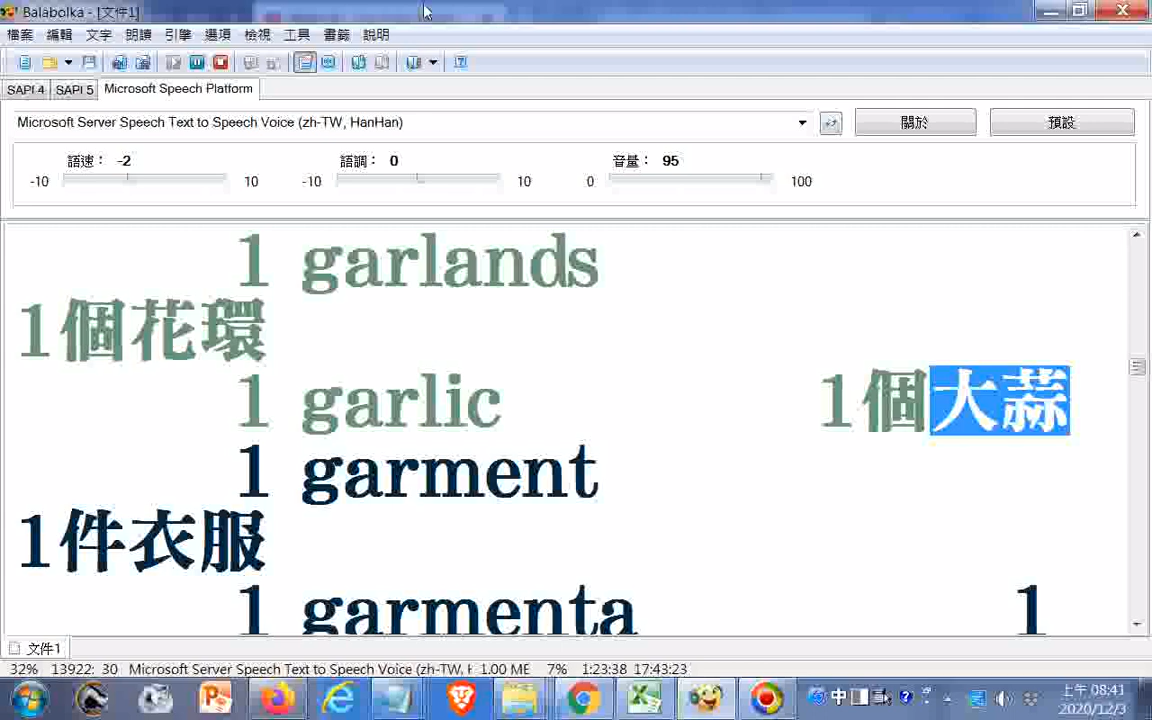 Balabolka - [文件1]
檔案 編輯 文字 朗讀 引擎 選項 檢視 工具 書籤 說明
SAPI 4 SAPI 5 Microsoft Speech Platform
Microsoft Server Speech Text to Speech Voice (zh-TW, HanHan) 關於 預設
語速： -2 語調： 0 音量： 95
-10 10 -10 10 0 100
1 garlands
1個花環
1 garlic 1個大蒜
1 garment
1件衣服
1 garmenta 1
文件1
32% 13922: 30 Microsoft Server Speech Text to Speech Voice (zh-TW, H 1.00 ME 7% 1:23:38 17:43:23
中 上午 08:41
2020/12/3